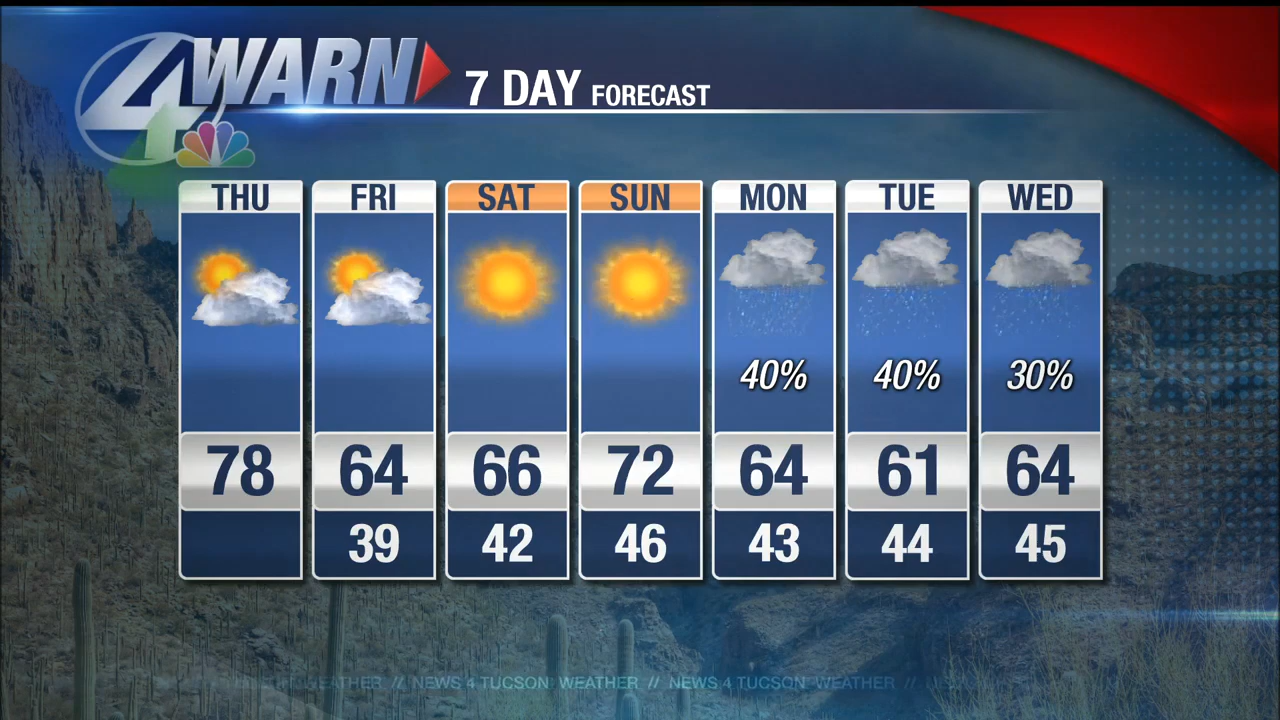 4WARN 7 DAY FORECAST
THU FRI SAT SUN MON TUE WED
40% 40% 30%
78 64 66 72 64 61 64
39 42 46 43 44 45
WEATHER // NEWS 4 TUCSON WEATHER // NEWS 4 TUCSON WEATHER //